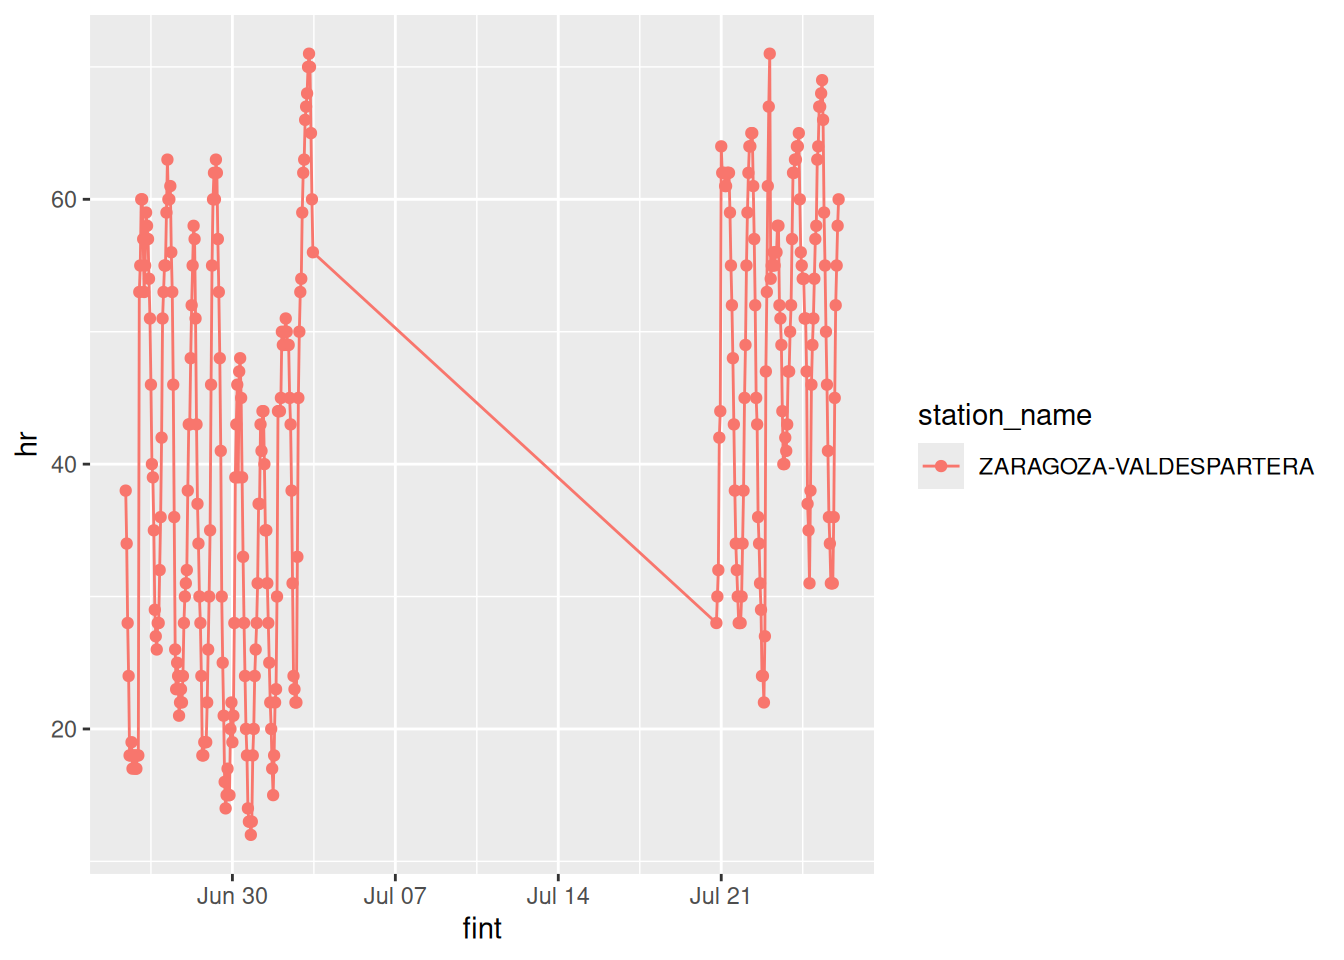 60
40
20
hr
Jun 30
Jul 07
Jul 14
Jul 21
fint
station_name
ZARAGOZA-VALDESPARTERA